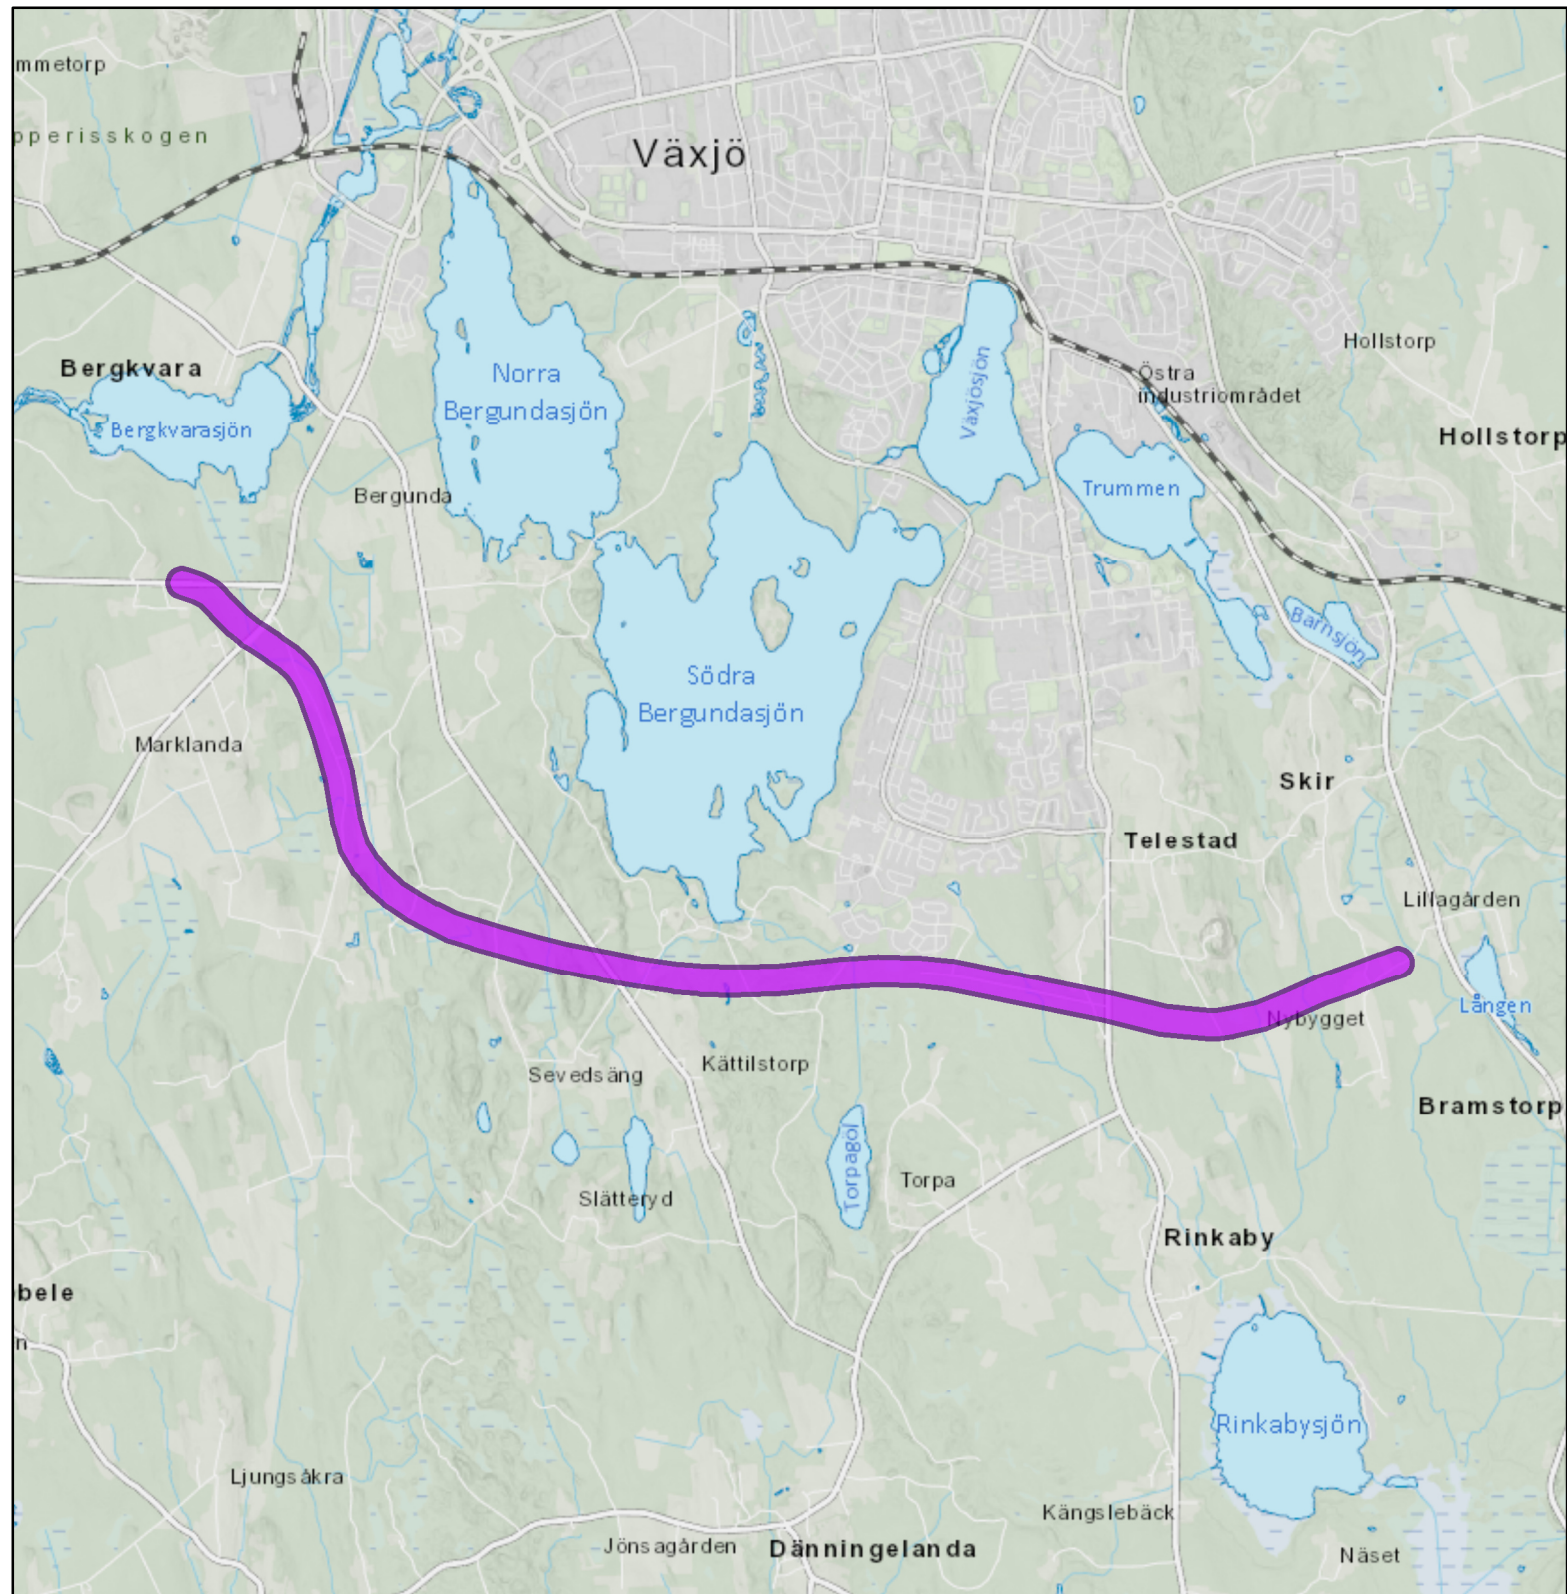 mmetorp
pperisskogen
Växjö
Hollstorp
Bergkvara
Norra
Bergundasjön
Växjösjön
Östra
industriområdet
Bergkvarasjön
Hollstorp
Bergunda
Trummen
Barnsjön
Södra
Bergundasjön
Marklanda
Skir
Telestad
Lillagården
Lången
Nybygget
Kättilstorp
Sevedsäng
Bramstorp
Torpagöl
Torpa
Slätteryd
Rinkaby
bele
n
Rinkabysjön
Ljungsåkra
Kängslebäck
Jönsagården
Dänningelanda
Näset